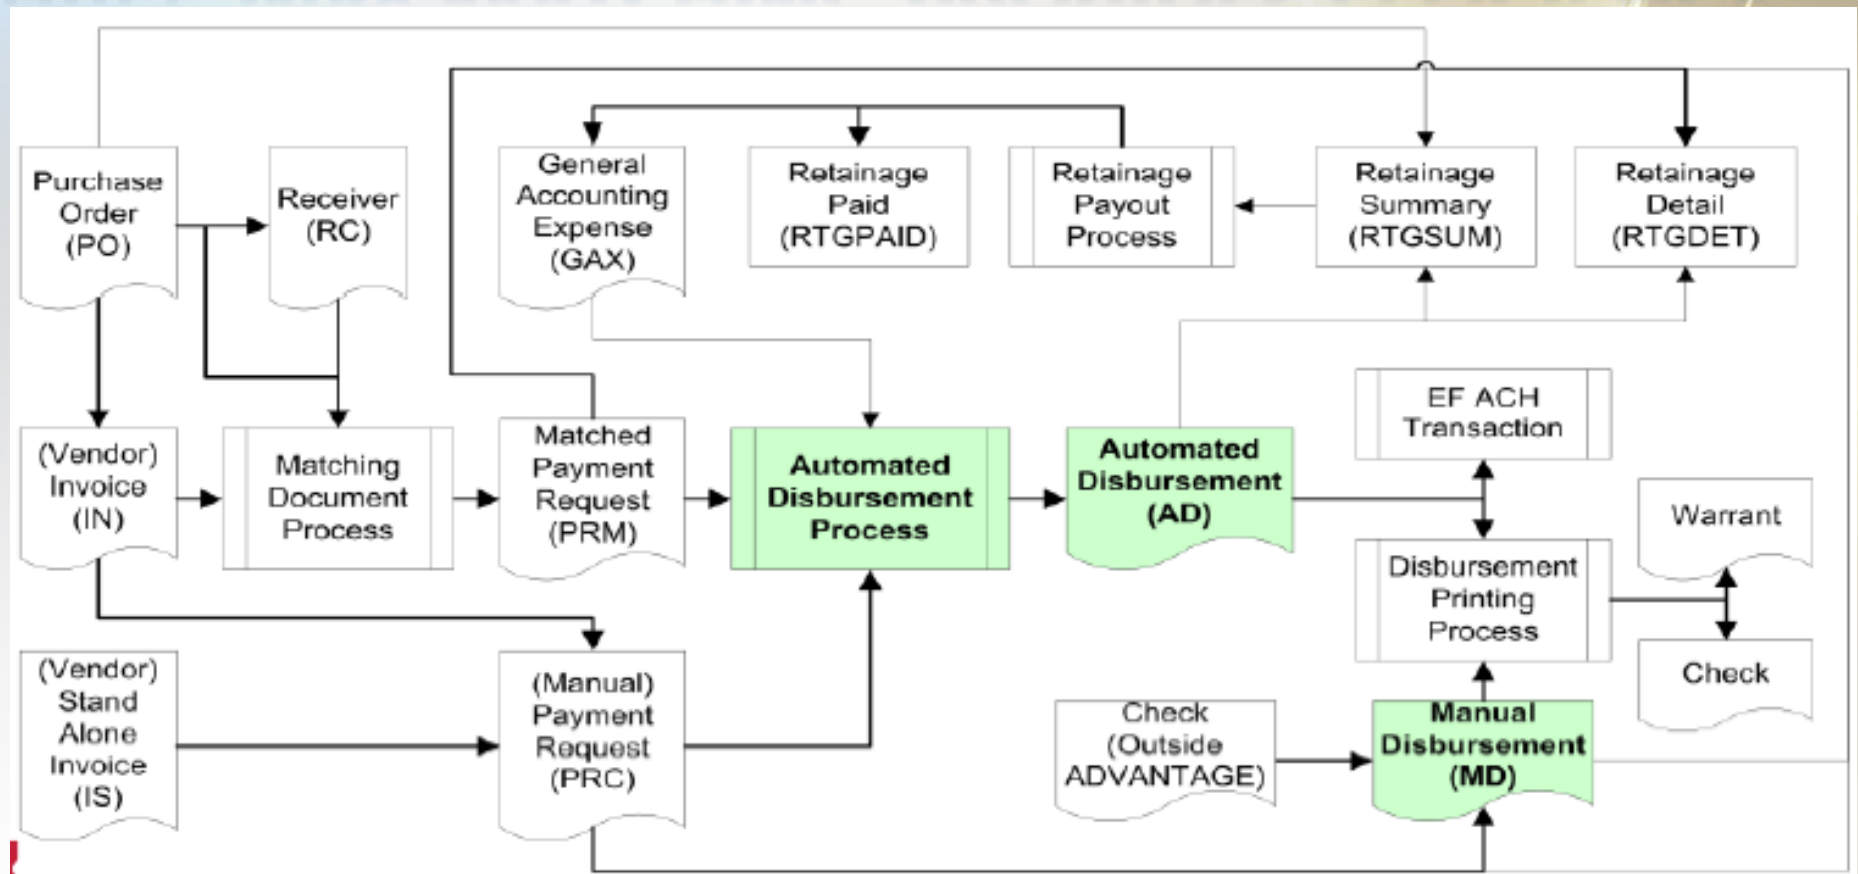 Purchase
Order
(PO)
Receiver
(RC)
General
Accounting
Expense
(GAX)
Retainage
Paid
(RTGPAID)
Retainage
Payout
Process
Retainage
Summary
(RTGSUM)
Retainage
Detail
(RTGDET)
EF ACH
Transaction
(Vendor)
Invoice
(IN)
Matching
Document
Process
Matched
Payment
Request
(PRM)
Automated
Disbursement
Process
Automated
Disbursement
(AD)
Warrant
Disbursement
Printing
Process
Check
(Vendor)
Stand
Alone
Invoice
(IS)
(Manual)
Payment
Request
(PRC)
Check
(Outside
ADVANTAGE)
Manual
Disbursement
(MD)